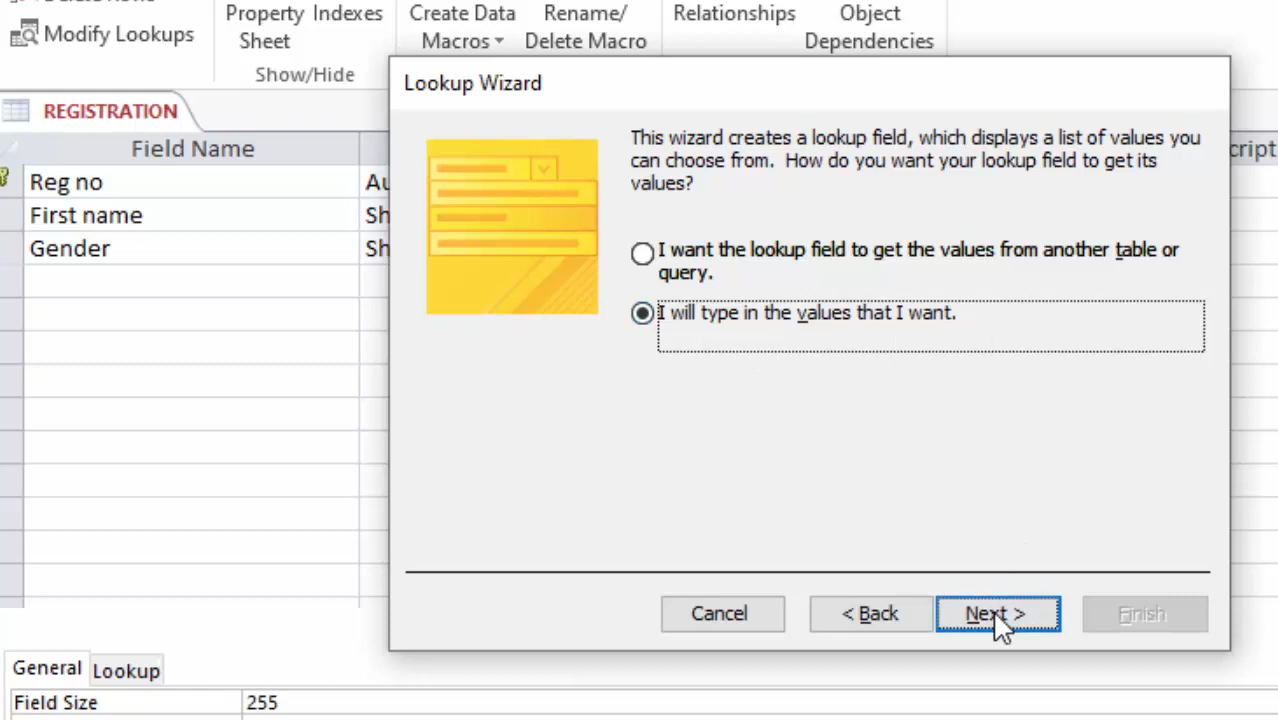 Modify Lookups
Property Indexes
Sheet
Show/Hide
Create Data
Macros
Rename/
Delete Macro
Relationships
Object
Dependencies
REGISTRATION
Field Name
Reg no
First name
Gender
Lookup Wizard
This wizard creates a lookup field, which displays a list of values you
can choose from. How do you want your lookup field to get its
values?
I want the lookup field to get the values from another table or
query.
I will type in the values that I want.
Cancel
< Back
Next >
Finish
General
Lookup
Field Size
255